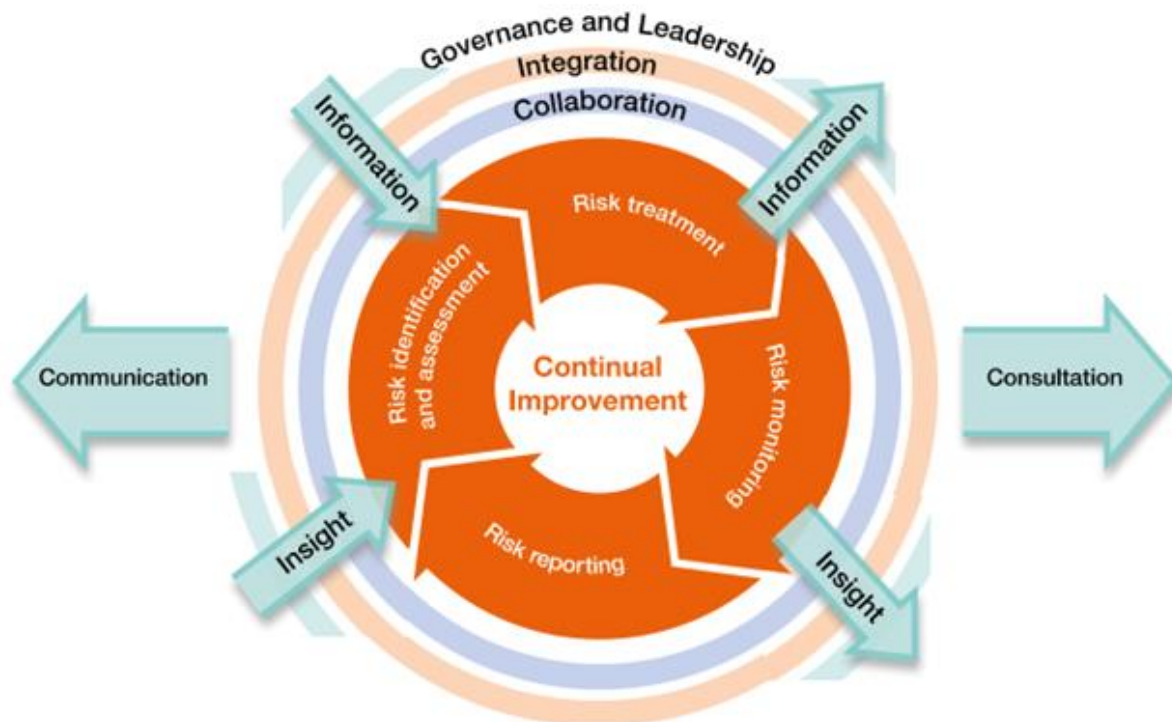 Governance and Leadership
Integration
Collaboration
Information
Information
Risk treatment
Risk identification
and assessment
Continual
Improvement
Risk monitoring
Communication
Consultation
Risk reporting
Insight
Insight